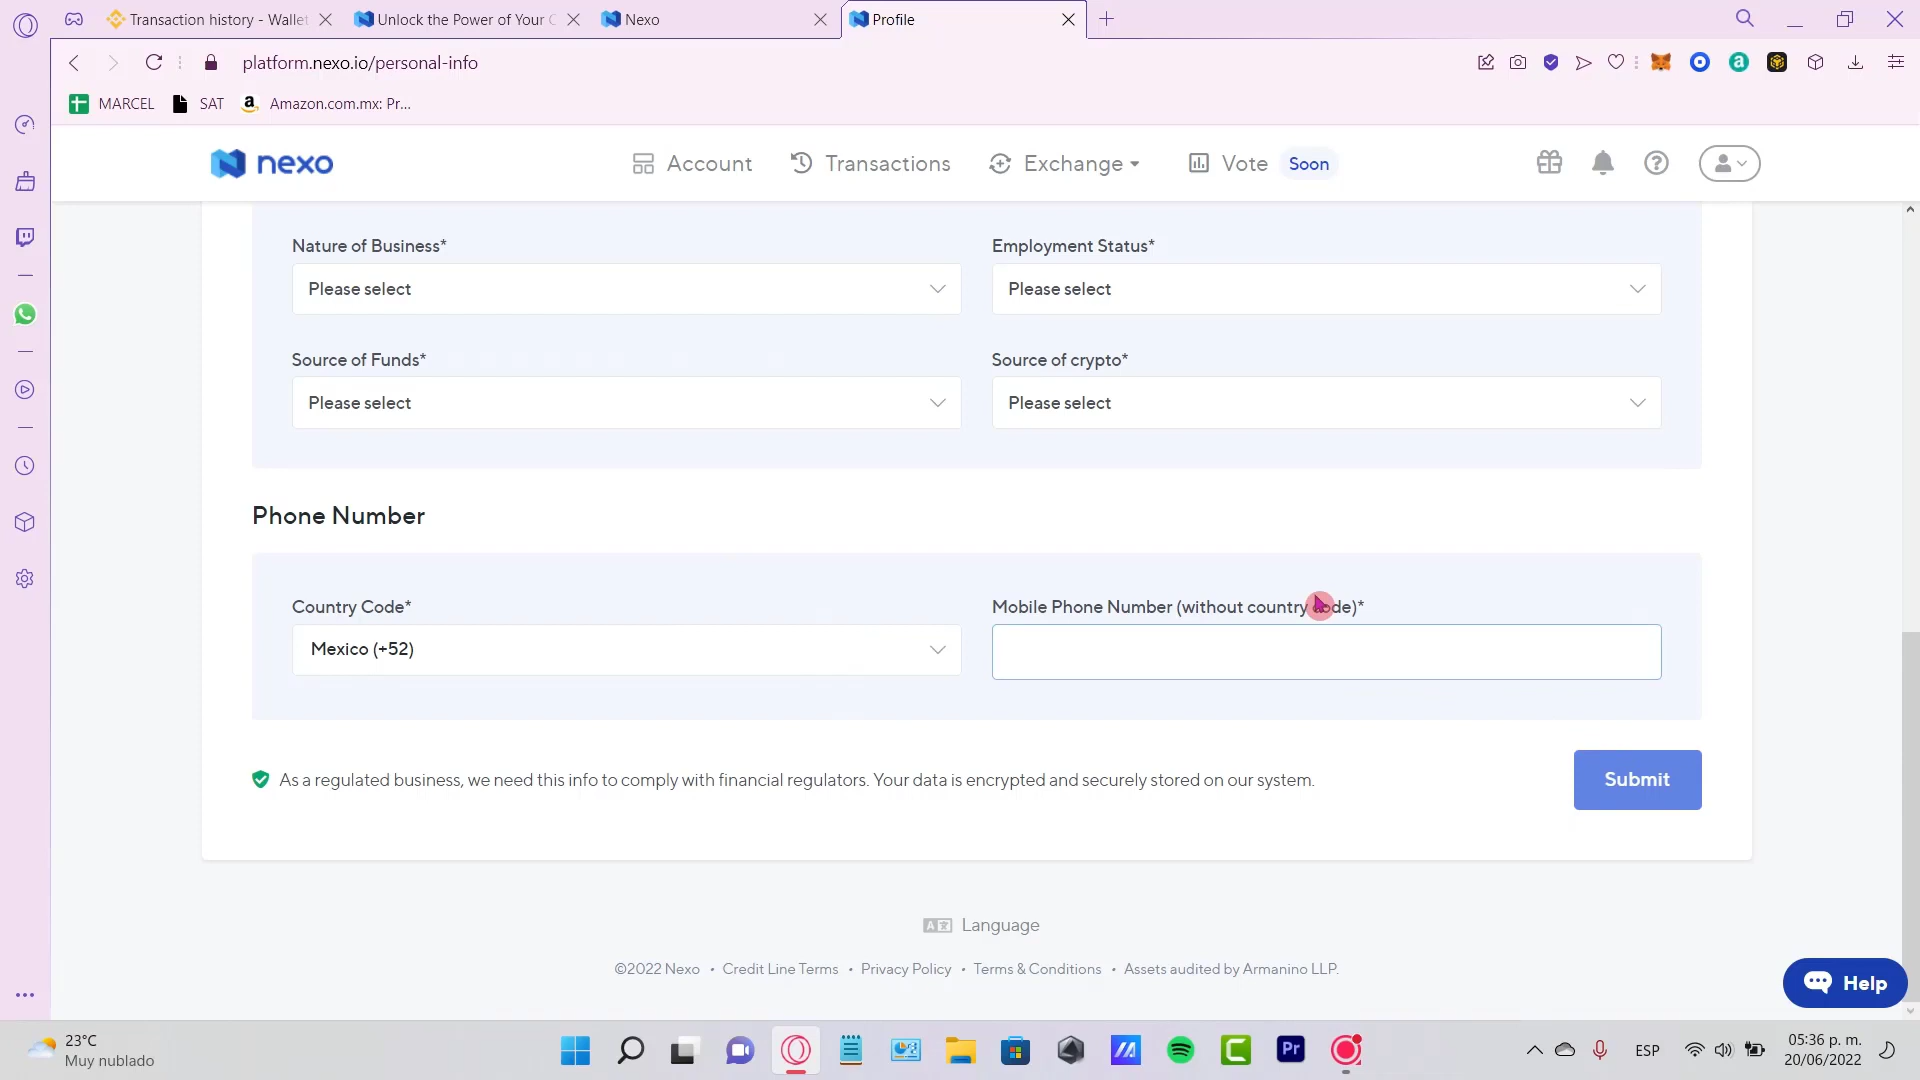 Transaction history - Wallet
Unlock the Power of Your C
Nexo
Profile
platform.nexo.io/personal-info
MARCEL
SAT
Amazon.com.mx: Pr...
nexo
Account
Transactions
Exchange
Vote
Soon
Nature of Business*
Employment Status*
Please select
Please select
Source of Funds*
Source of crypto*
Please select
Please select
Phone Number
Country Code*
Mobile Phone Number (without country code)*
Mexico (+52)
As a regulated business, we need this info to comply with financial regulators. Your data is encrypted and securely stored on our system.
Submit
Language
©2022 Nexo • Credit Line Terms • Privacy Policy • Terms & Conditions • Assets audited by Armanino LLP.
Help
23°C
Muy nublado
Pr
ESP
05:36 p. m.
20/06/2022